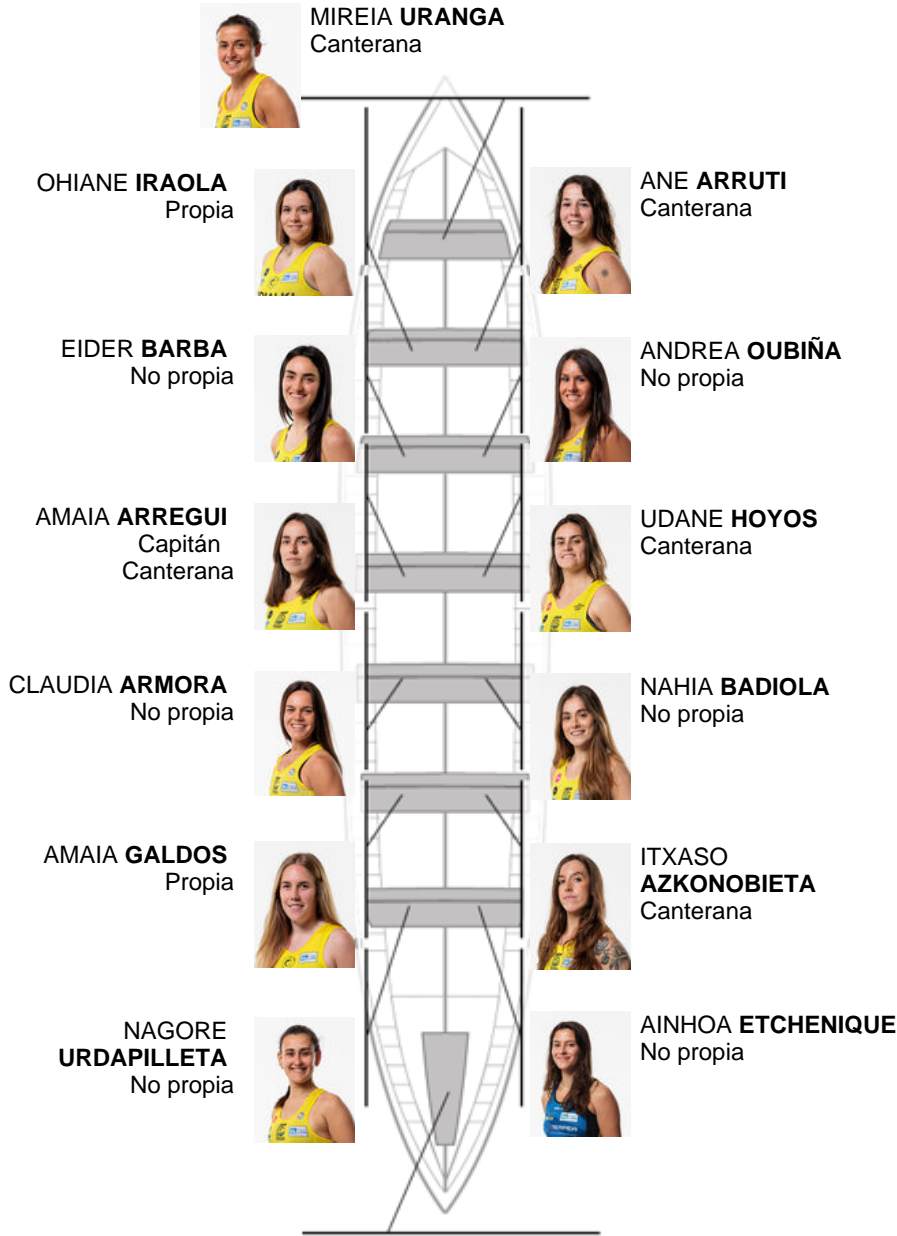 MIREIA URANGA
Canterana
OHIANE IRAOLA
Propia
ANE ARRUTI
Canterana
EIDER BARBA
No propia
ANDREA OUBIÑA
No propia
AMAIA ARREGUI
Capitán
Canterana
UDANE HOYOS
Canterana
CLAUDIA ARMORA
No propia
NAHIA BADIOLA
No propia
AMAIA GALDOS
Propia
ITXASO
AZKONOBIETA
Canterana
NAGORE
URDAPILLETA
No propia
AINHOA ETCHENIQUE
No propia